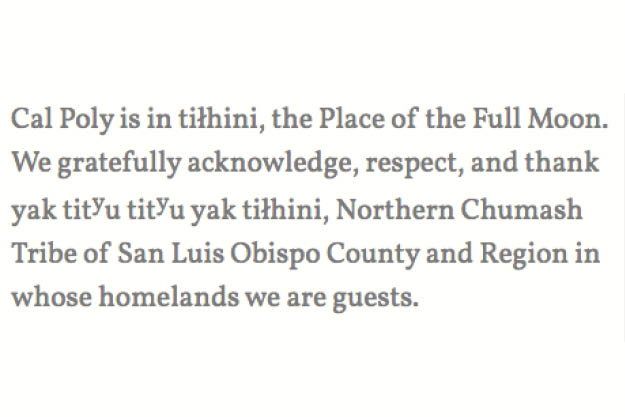 Cal Poly is in tiłhini, the Place of the Full Moon.
We gratefully acknowledge, respect, and thank
yak titʸu titʸu yak tiłhini, Northern Chumash
Tribe of San Luis Obispo County and Region in
whose homelands we are guests.